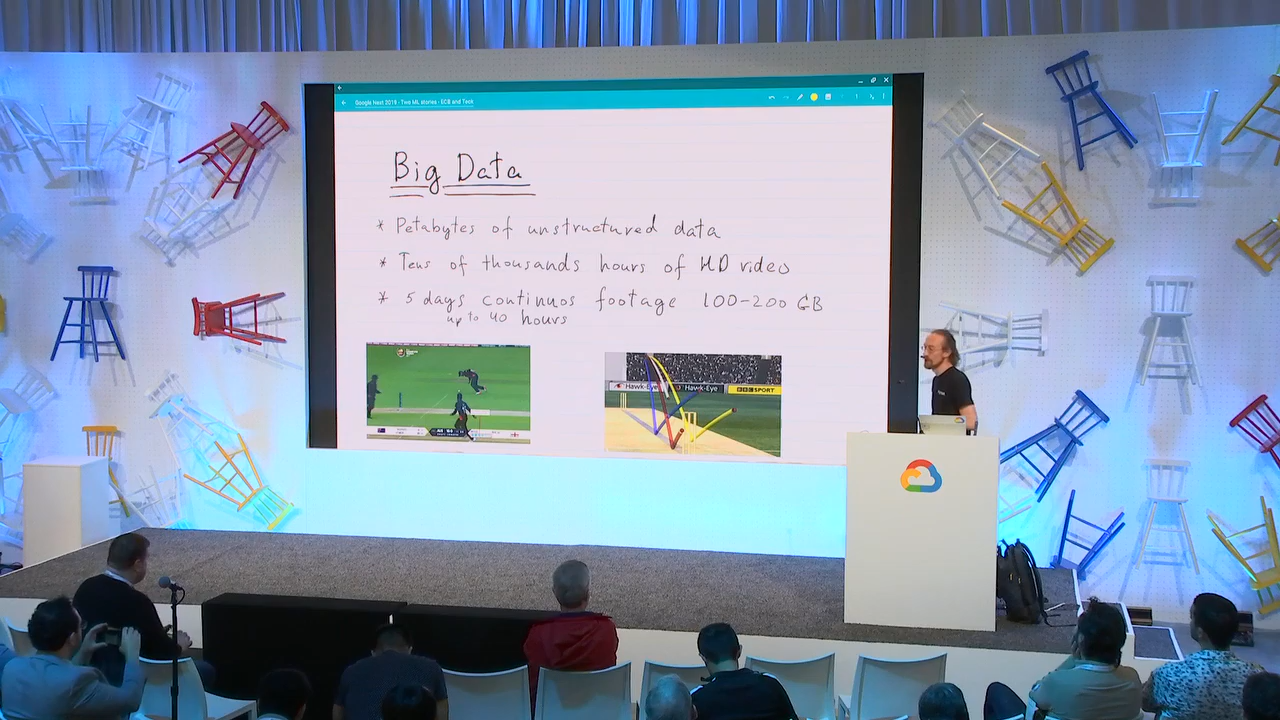 Google Next 2019 - Two ML stories - ECB and Teck
Big Data
* Petabytes of unstructured data
* Tens of thousands hours of HD video
* 5 days continuos footage 100-200 GB
up to 40 hours
Hawk-Eye Hawk-Eye BBC SPORT